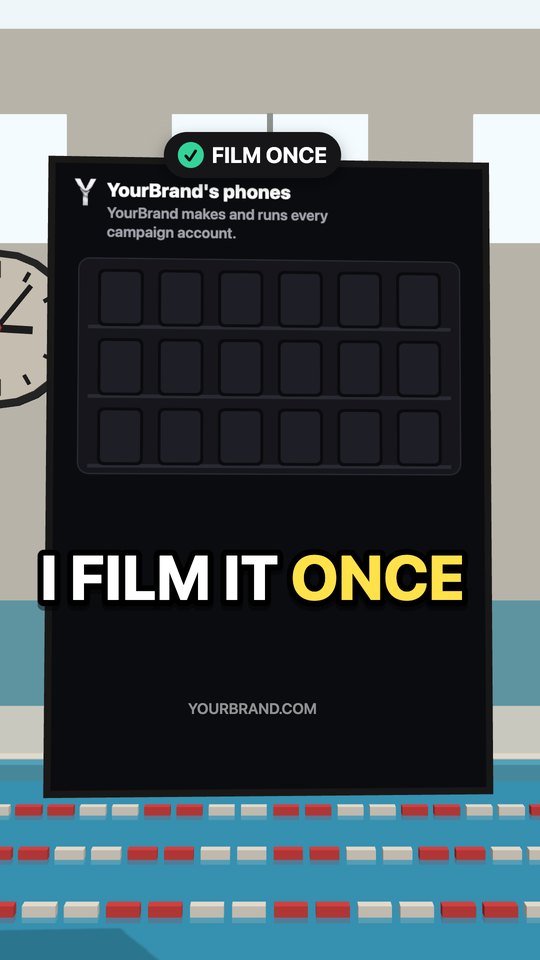 FILM ONCE
YourBrand's phones
YourBrand makes and runs every
campaign account.
I FILM IT ONCE
YOURBRAND.COM